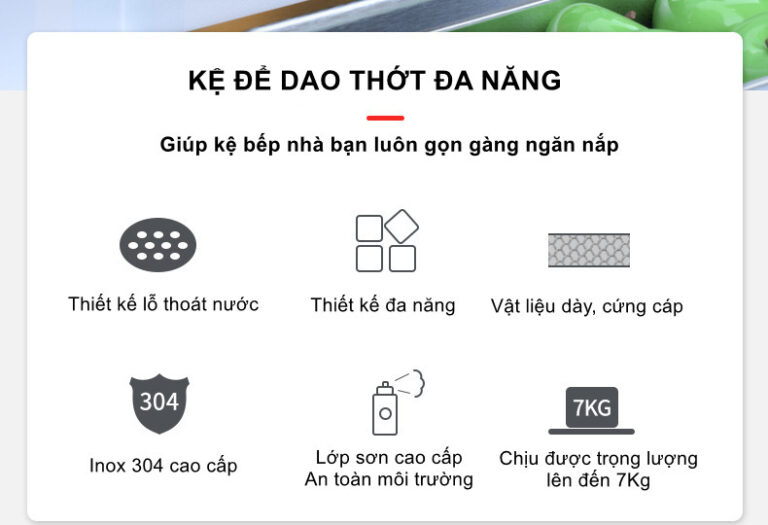 KỆ ĐỂ DAO THỚT ĐA NĂNG
Giúp kệ bếp nhà bạn luôn gọn gàng ngăn nắp
Thiết kế lỗ thoát nước
Thiết kế đa năng
Vật liệu dày, cứng cáp
304
7KG
Inox 304 cao cấp
Lớp sơn cao cấp
An toàn môi trường
Chịu được trọng lượng
lên đến 7Kg